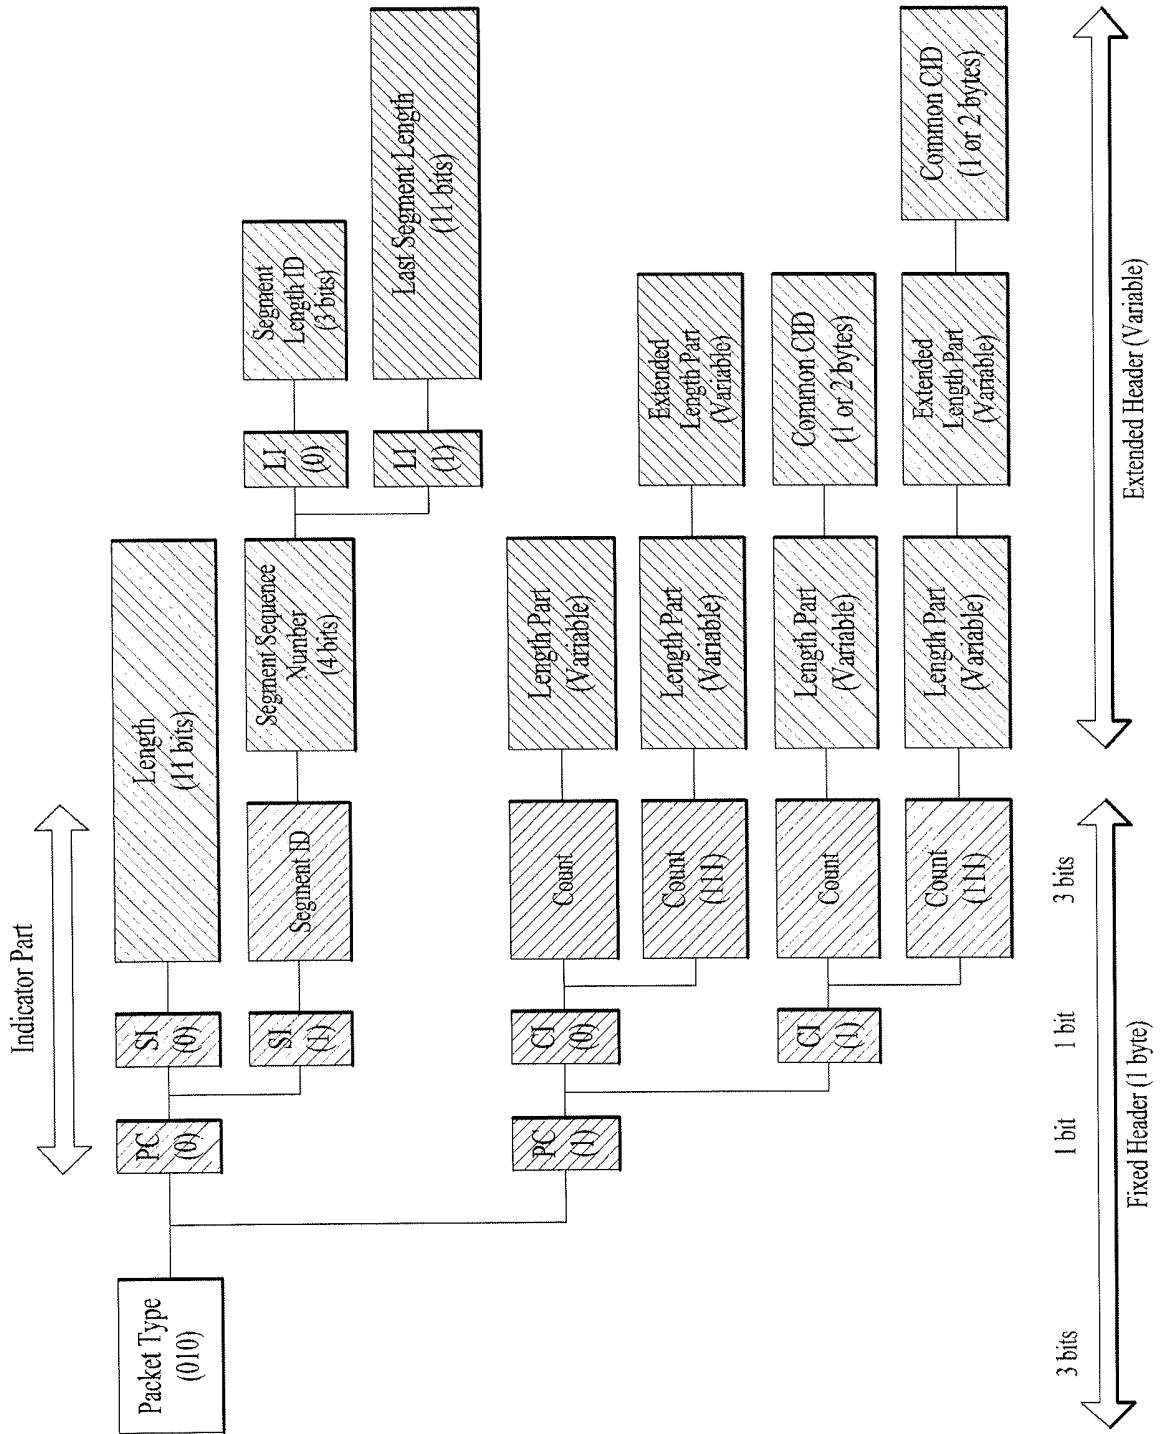 Indicator Part
Packet Type
(010)
PC
(0)
SI
(0)
Length
(11 bits)
SI
(1)
Segment ID
Segment Sequence
Number
(4 bits)
LI
(0)
Segment
Length ID
(3 bits)
LI
(1)
Last Segment Length
(11 bits)
PC
(1)
CI
(0)
Count
Length Part
(Variable)
Count
(111)
Length Part
(Variable)
Extended
Length Part
(Variable)
CI
(1)
Count
Length Part
(Variable)
Common CID
(1 or 2 bytes)
Count
(111)
Length Part
(Variable)
Extended
Length Part
(Variable)
Common CID
(1 or 2 bytes)
3 bits
1 bit
1 bit
3 bits
Fixed Header (1 byte)
Extended Header (Variable)